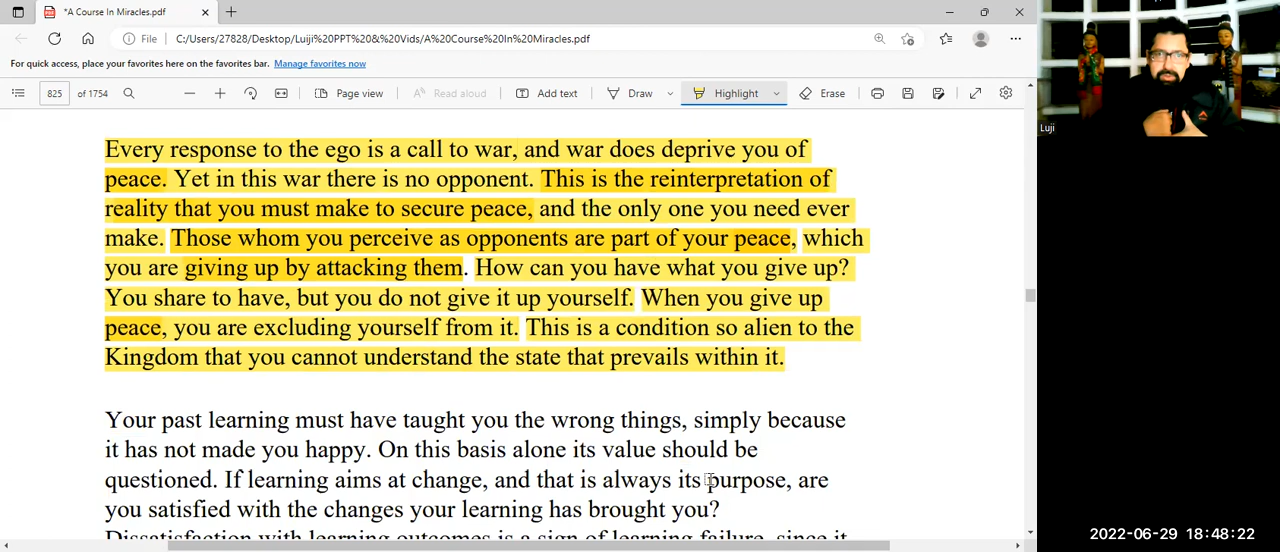 *A Course In Miracles.pdf
File C:/Users/27828/Desktop/Luiji%20PPT%20&%20Vids/A%20Course%20In%20Miracles.pdf
For quick access, place your favorites here on the favorites bar. Manage favorites now
825 of 1754 Page view Read aloud Add text Draw Highlight Erase
Every response to the ego is a call to war, and war does deprive you of
peace. Yet in this war there is no opponent. This is the reinterpretation of
reality that you must make to secure peace, and the only one you need ever
make. Those whom you perceive as opponents are part of your peace, which
you are giving up by attacking them. How can you have what you give up?
You share to have, but you do not give it up yourself. When you give up
peace, you are excluding yourself from it. This is a condition so alien to the
Kingdom that you cannot understand the state that prevails within it.
Your past learning must have taught you the wrong things, simply because
it has not made you happy. On this basis alone its value should be
questioned. If learning aims at change, and that is always its purpose, are
you satisfied with the changes your learning has brought you?
Dissatisfaction with learning outcomes is a sign of learning failure, since it
Luji
2022-06-29 18:48:22